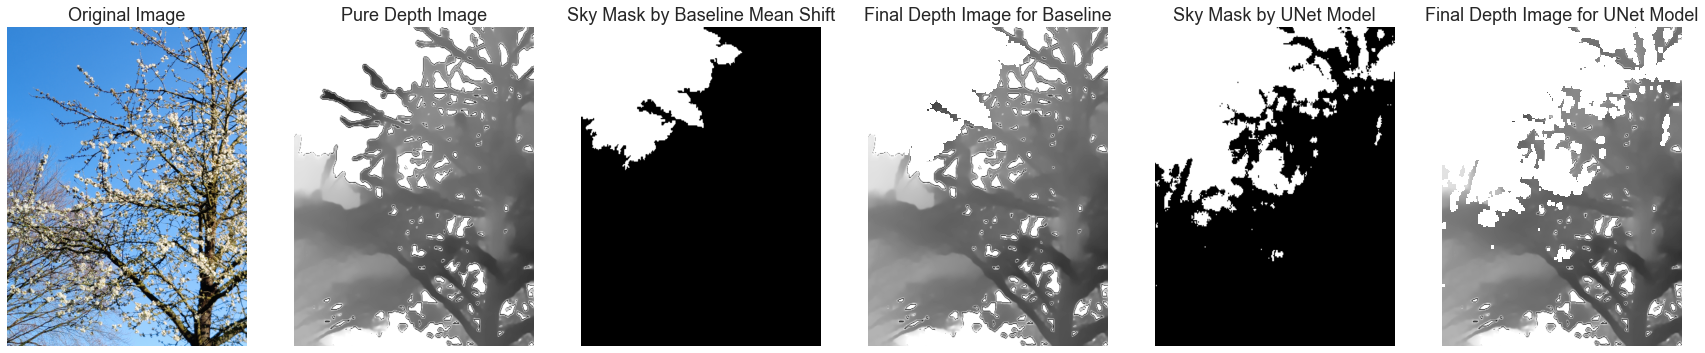 Original Image
Pure Depth Image
Sky Mask by Baseline Mean Shift
Final Depth Image for Baseline
Sky Mask by UNet Model
Final Depth Image for UNet Model